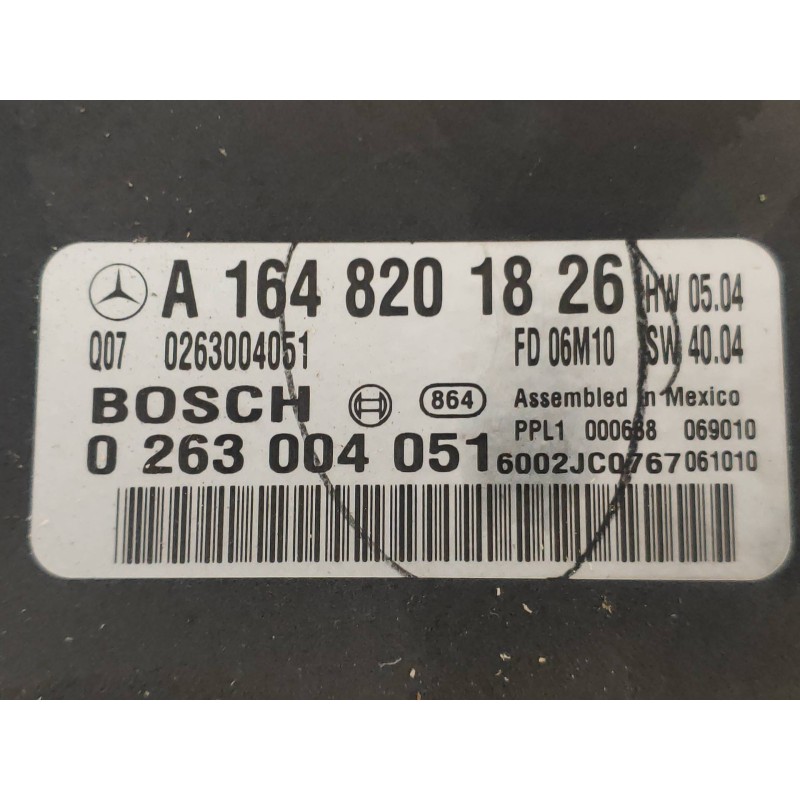 A 164 820 18 26 HW 05.04
Q07 0263004051 FD 06M10 SW 40.04
BOSCH 864 Assembled in Mexico
PPL1 000688 069010
0 263 004 051 6002JC0767 061010